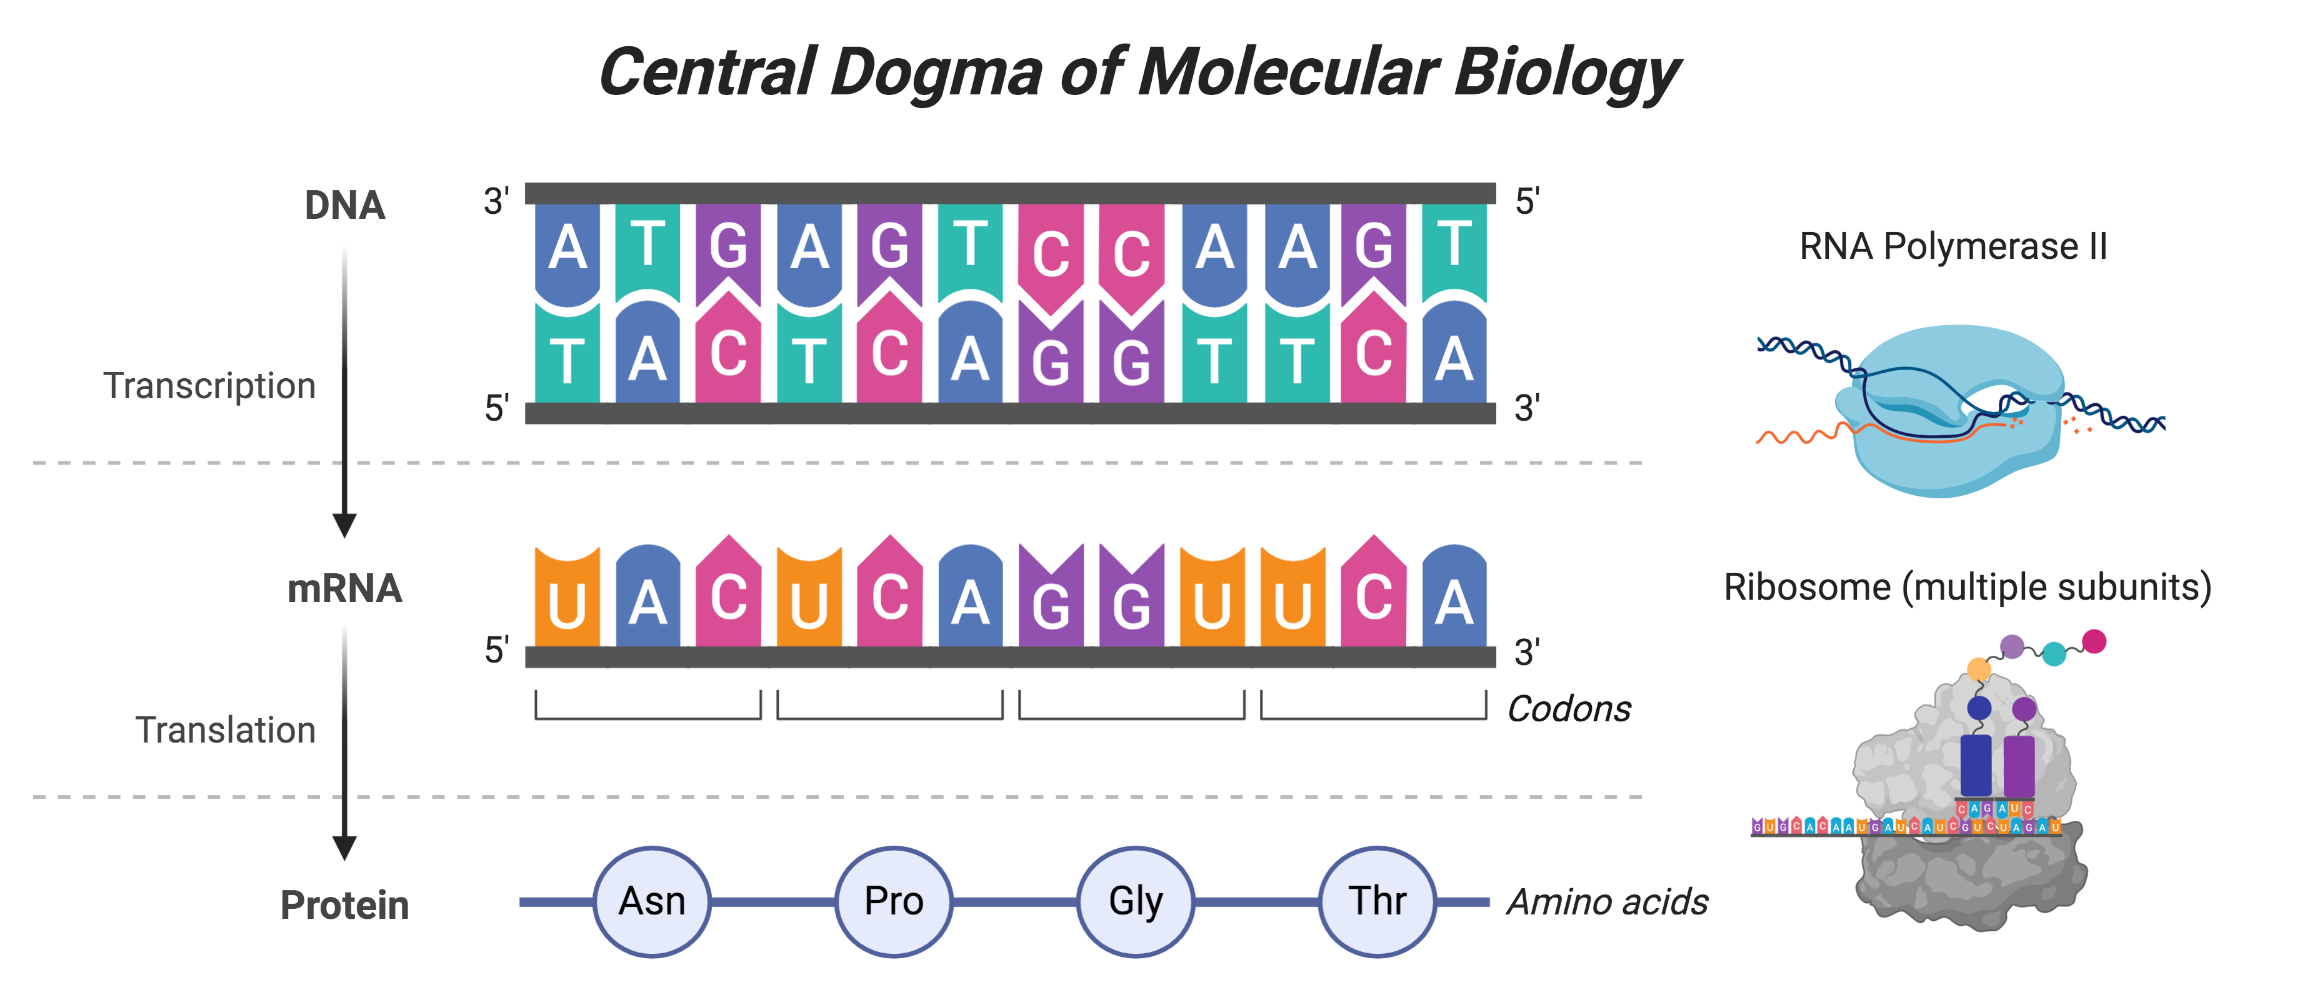 Central Dogma of Molecular Biology
DNA
3'
A T G A G T C C A A G T
5'
T A C T C A G G T T C A
5'
3'
Transcription
RNA Polymerase II
mRNA
U A C U C A G G U U C A
5'
3'
Codons
Translation
Ribosome (multiple subunits)
C A G A U C
G U G C A C A A U G A U C A U C G U C U A G A U
Protein
Asn Pro Gly Thr
Amino acids